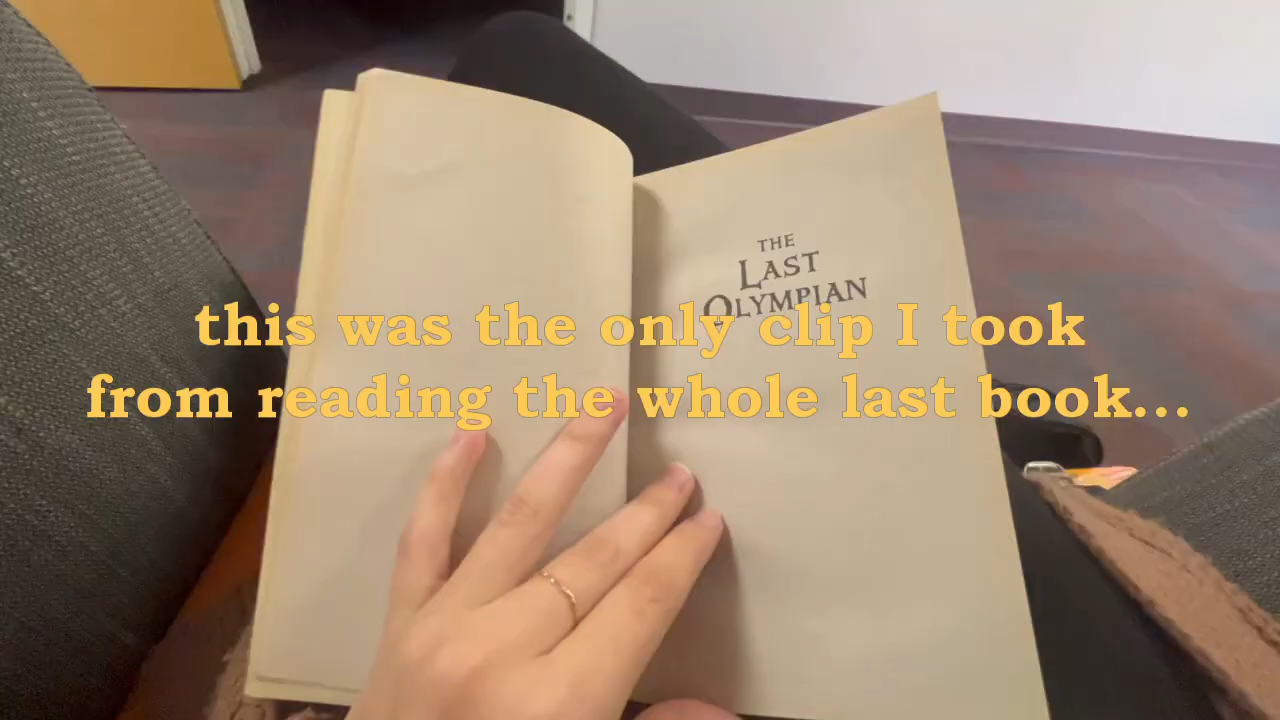 THE
LAST
OLYMPIAN
this was the only clip I took
from reading the whole last book...